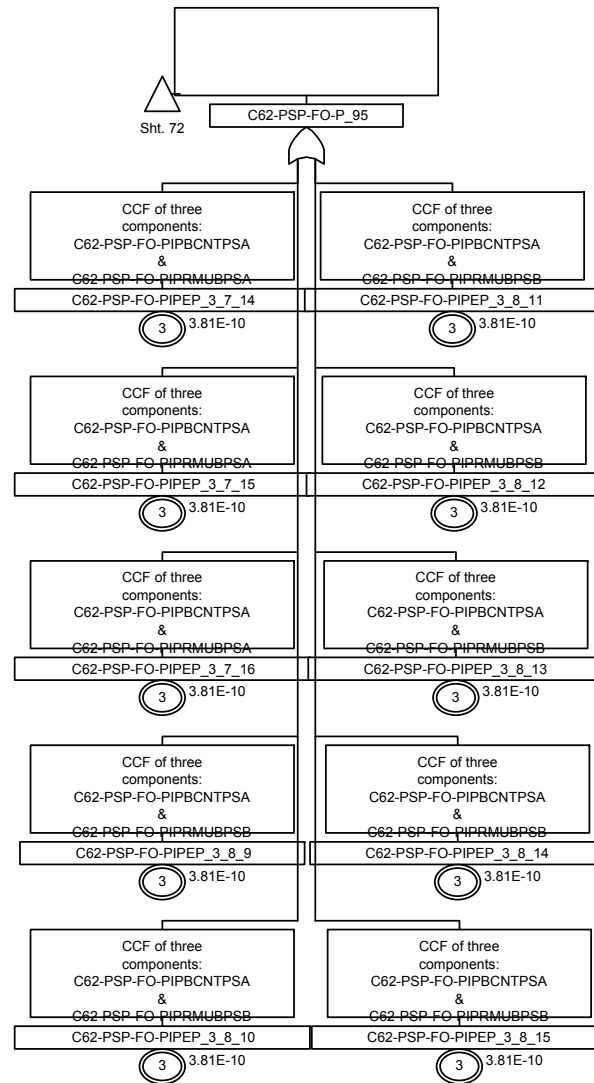 Sht. 72
C62-PSP-FO-P_95
CCF of three
components:
C62-PSP-FO-PIPBCNTPSA
&
C62-PSP-FO-PIPRMUBPSA
C62-PSP-FO-PIPEP_3_7_14
3
3.81E-10
CCF of three
components:
C62-PSP-FO-PIPBCNTPSA
&
C62-PSP-FO-PIPRMUBPSB
C62-PSP-FO-PIPEP_3_8_11
3
3.81E-10
CCF of three
components:
C62-PSP-FO-PIPBCNTPSA
&
C62-PSP-FO-PIPRMUBPSA
C62-PSP-FO-PIPEP_3_7_15
3
3.81E-10
CCF of three
components:
C62-PSP-FO-PIPBCNTPSA
&
C62-PSP-FO-PIPRMUBPSB
C62-PSP-FO-PIPEP_3_8_12
3
3.81E-10
CCF of three
components:
C62-PSP-FO-PIPBCNTPSA
&
C62-PSP-FO-PIPRMUBPSA
C62-PSP-FO-PIPEP_3_7_16
3
3.81E-10
CCF of three
components:
C62-PSP-FO-PIPBCNTPSA
&
C62-PSP-FO-PIPRMUBPSB
C62-PSP-FO-PIPEP_3_8_13
3
3.81E-10
CCF of three
components:
C62-PSP-FO-PIPBCNTPSA
&
C62-PSP-FO-PIPRMUBPSB
C62-PSP-FO-PIPEP_3_8_9
3
3.81E-10
CCF of three
components:
C62-PSP-FO-PIPBCNTPSA
&
C62-PSP-FO-PIPRMUBPSB
C62-PSP-FO-PIPEP_3_8_14
3
3.81E-10
CCF of three
components:
C62-PSP-FO-PIPBCNTPSA
&
C62-PSP-FO-PIPRMUBPSB
C62-PSP-FO-PIPEP_3_8_10
3
3.81E-10
CCF of three
components:
C62-PSP-FO-PIPBCNTPSA
&
C62-PSP-FO-PIPRMUBPSB
C62-PSP-FO-PIPEP_3_8_15
3
3.81E-10